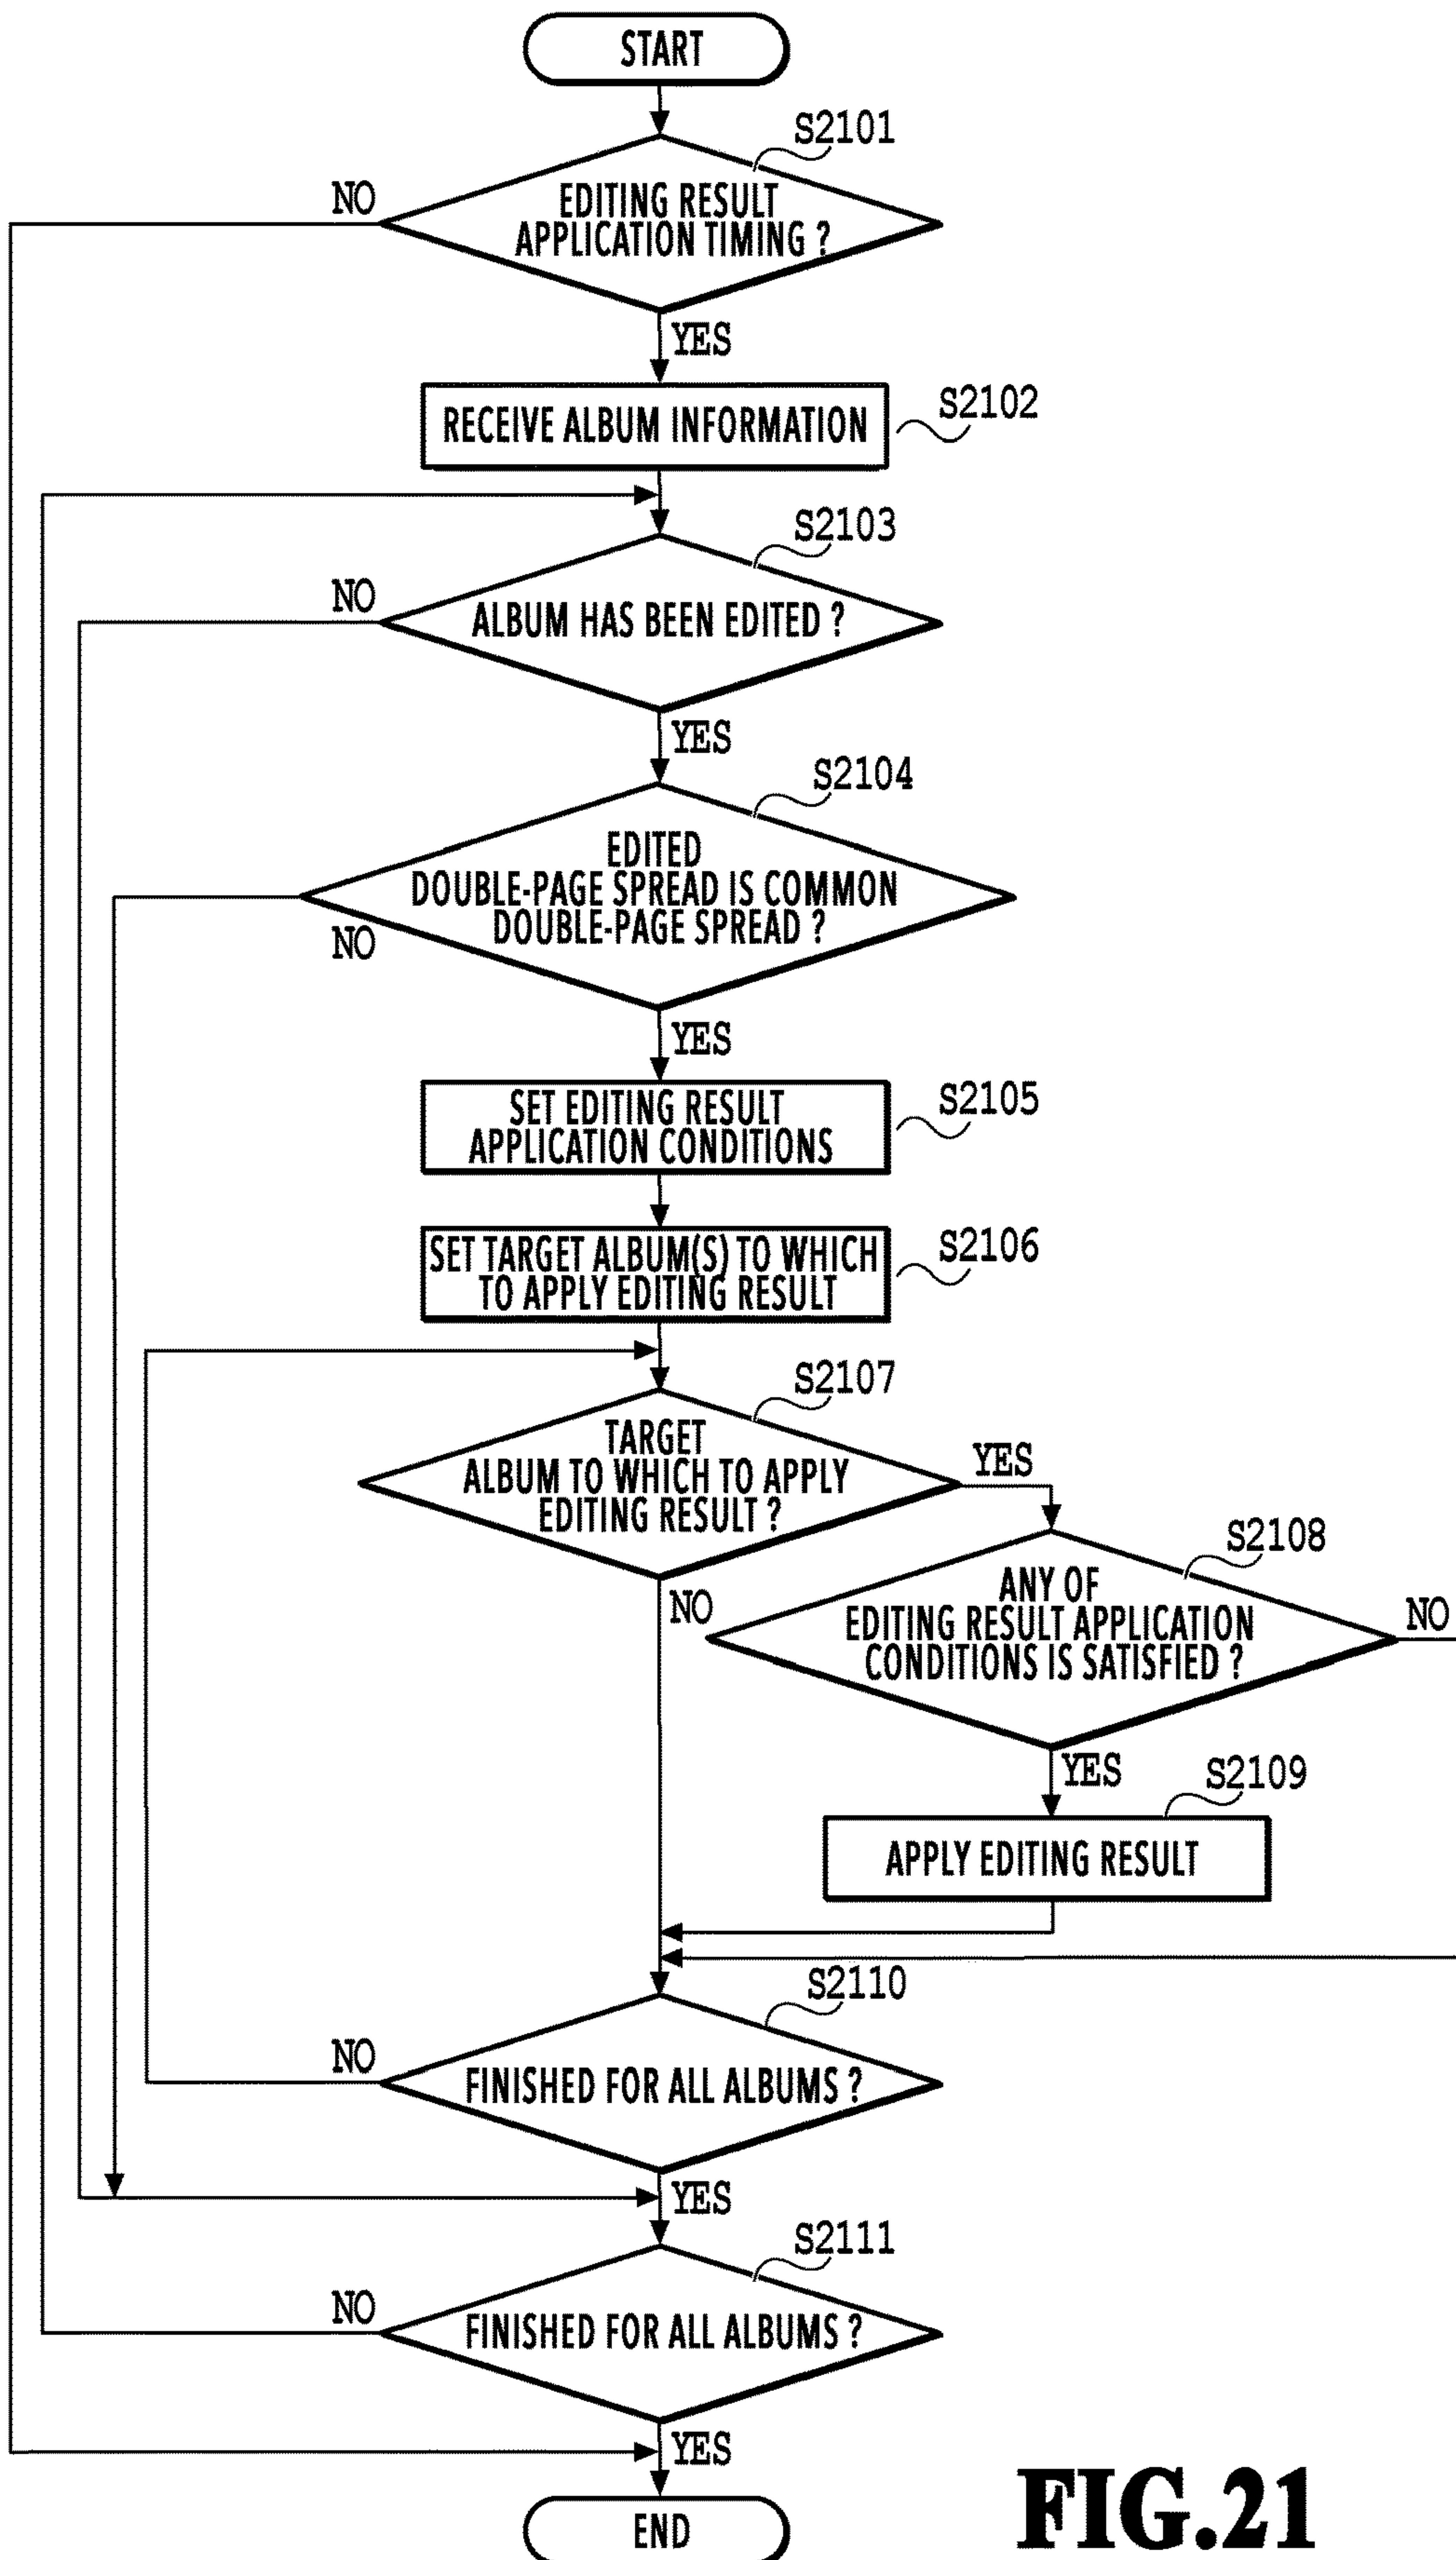 START
S2101
NO
EDITING RESULT
APPLICATION TIMING ?
YES
RECEIVE ALBUM INFORMATION
S2102
S2103
NO
ALBUM HAS BEEN EDITED ?
YES
S2104
EDITED
DOUBLE-PAGE SPREAD IS COMMON
DOUBLE-PAGE SPREAD ?
NO
YES
SET EDITING RESULT
APPLICATION CONDITIONS
S2105
SET TARGET ALBUM(S) TO WHICH
TO APPLY EDITING RESULT
S2106
S2107
TARGET
ALBUM TO WHICH TO APPLY
EDITING RESULT ?
YES
NO
S2108
ANY OF
EDITING RESULT APPLICATION
CONDITIONS IS SATISFIED ?
NO
YES
S2109
APPLY EDITING RESULT
S2110
NO
FINISHED FOR ALL ALBUMS ?
YES
S2111
NO
FINISHED FOR ALL ALBUMS ?
YES
END
FIG.21